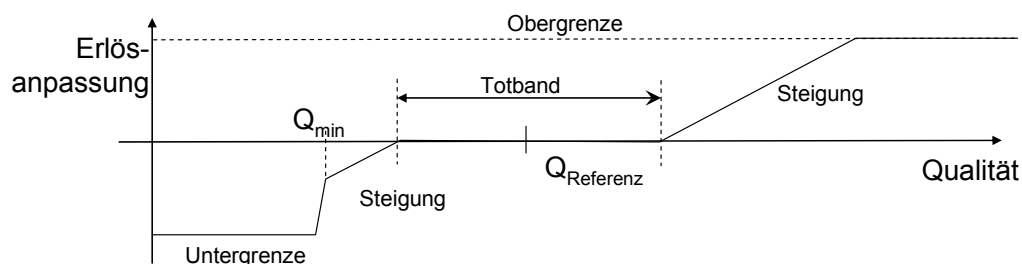 Obergrenze
Erlös-
anpassung
Totband
Steigung
Q_min
Q_Referenz
Qualität
Steigung
Untergrenze